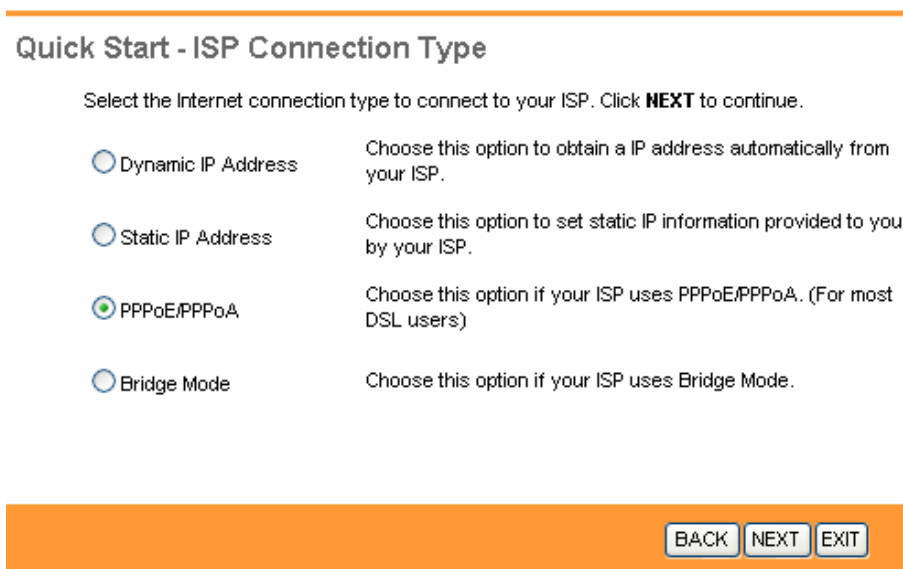 Quick Start - ISP Connection Type
Select the Internet connection type to connect to your ISP. Click NEXT to continue.
Dynamic IP Address
Choose this option to obtain a IP address automatically from
your ISP.
Static IP Address
Choose this option to set static IP information provided to you
by your ISP.
PPPoE/PPPoA
Choose this option if your ISP uses PPPoE/PPPoA. (For most
DSL users)
Bridge Mode
Choose this option if your ISP uses Bridge Mode.
BACK NEXT EXIT